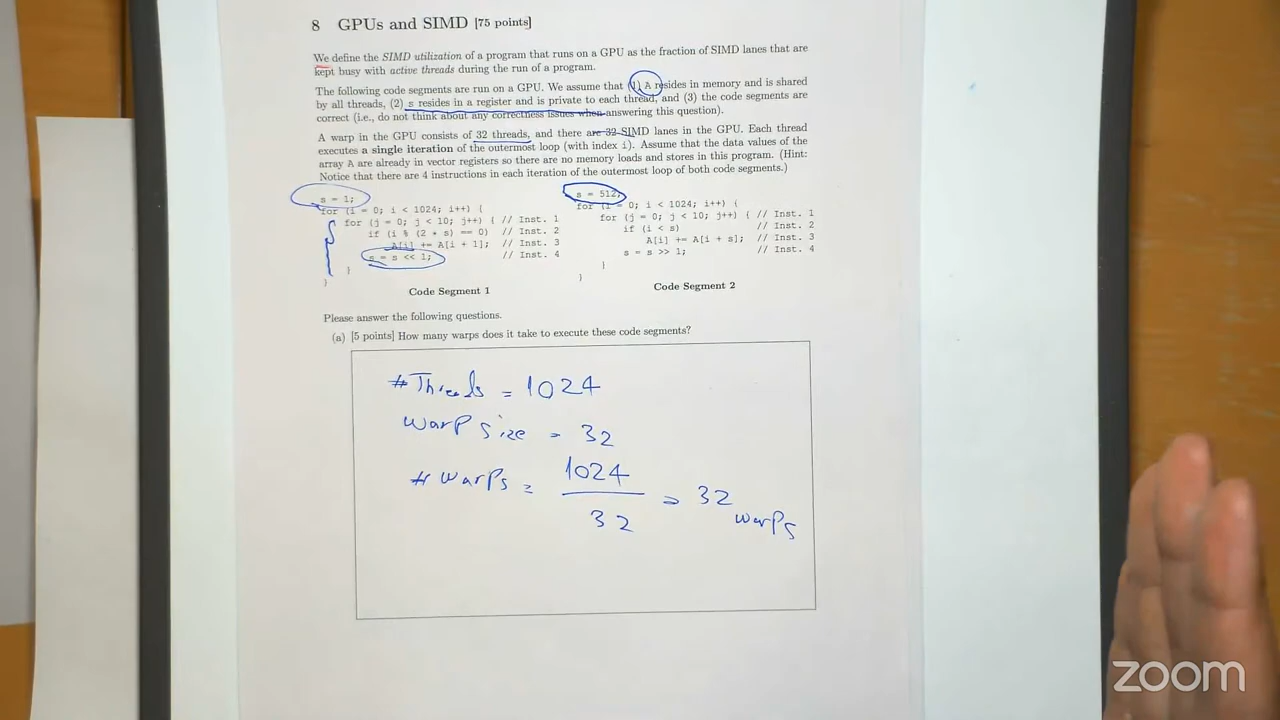 8 GPUs and SIMD [75 points]
We define the SIMD utilization of a program that runs on a GPU as the fraction of SIMD lanes that are
kept busy with active threads during the run of a program.
The following code segments are run on a GPU. We assume that (1) A resides in memory and is shared
by all threads, (2) s resides in a register and is private to each thread, and (3) the code segments are
correct (i.e., do not think about any correctness issues when answering this question).
A warp in the GPU consists of 32 threads, and there are 32 SIMD lanes in the GPU. Each thread
executes a single iteration of the outermost loop (with index i). Assume that the data values of the
array A are already in vector registers so there are no memory loads and stores in this program. (Hint:
Notice that there are 4 instructions in each iteration of the outermost loop of both code segments.)
s = 1;
for (i = 0; i < 1024; i++) {
for (j = 0; j < 10; j++) { // Inst. 1
if (i % (2 * s) == 0) // Inst. 2
A[i] += A[i + 1]; // Inst. 3
s = s << 1; // Inst. 4
}
}
Code Segment 1
s = 512;
for (i = 0; i < 1024; i++) {
for (j = 0; j < 10; j++) { // Inst. 1
if (i < s) // Inst. 2
A[i] += A[i + s]; // Inst. 3
s = s >> 1; // Inst. 4
}
}
Code Segment 2
Please answer the following questions.
(a) [5 points] How many warps does it take to execute these code segments?
# Threads = 1024
warp size = 32
# warps = 1024 / 32 = 32 warps
zoom